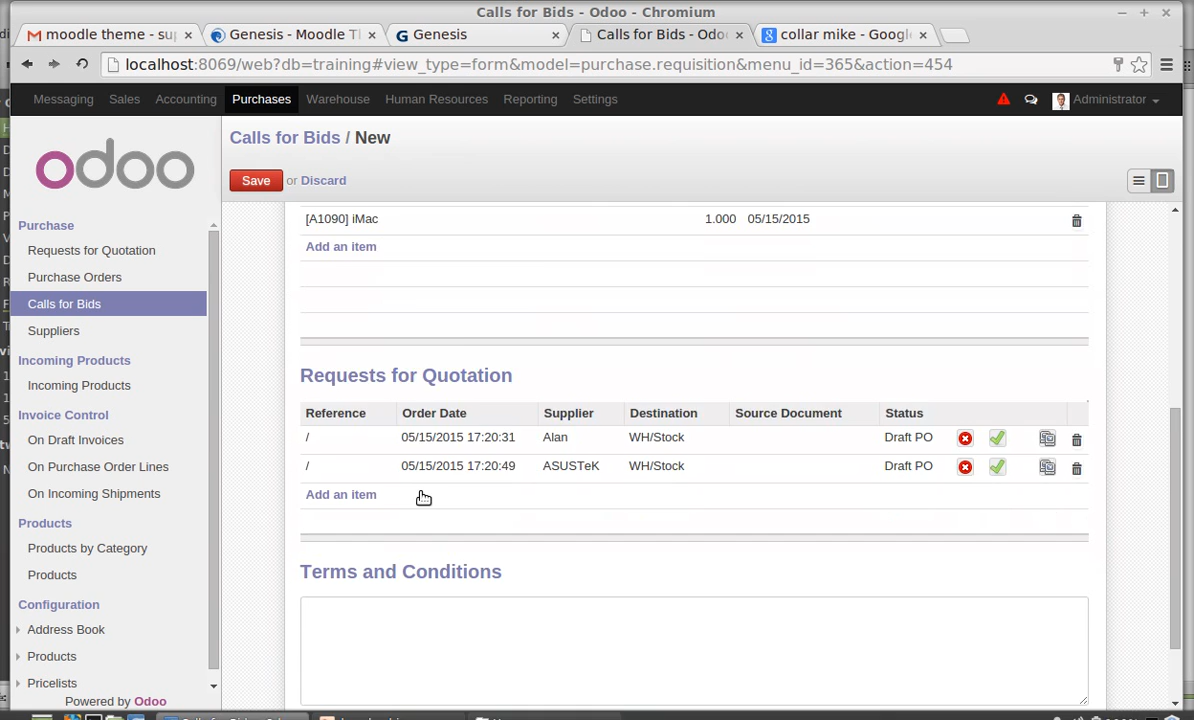 Calls for Bids - Odoo - Chromium
moodle theme - su
Genesis - Moodle T
Genesis
Calls for Bids - Odo
collar mike - Google
localhost:8069/web?db=training#view_type=form&model=purchase.requisition&menu_id=365&action=454
Messaging Sales Accounting Purchases Warehouse Human Resources Reporting Settings Administrator
odoo
Calls for Bids / New
Save or Discard
Purchase
Requests for Quotation
Purchase Orders
Calls for Bids
Suppliers
Incoming Products
Incoming Products
Invoice Control
On Draft Invoices
On Purchase Order Lines
On Incoming Shipments
Products
Products by Category
Products
Configuration
Address Book
Products
Pricelists
Powered by Odoo
[A1090] iMac 1.000 05/15/2015
Add an item
Requests for Quotation
Reference Order Date Supplier Destination Source Document Status
/ 05/15/2015 17:20:31 Alan WH/Stock Draft PO
/ 05/15/2015 17:20:49 ASUSTeK WH/Stock Draft PO
Add an item
Terms and Conditions